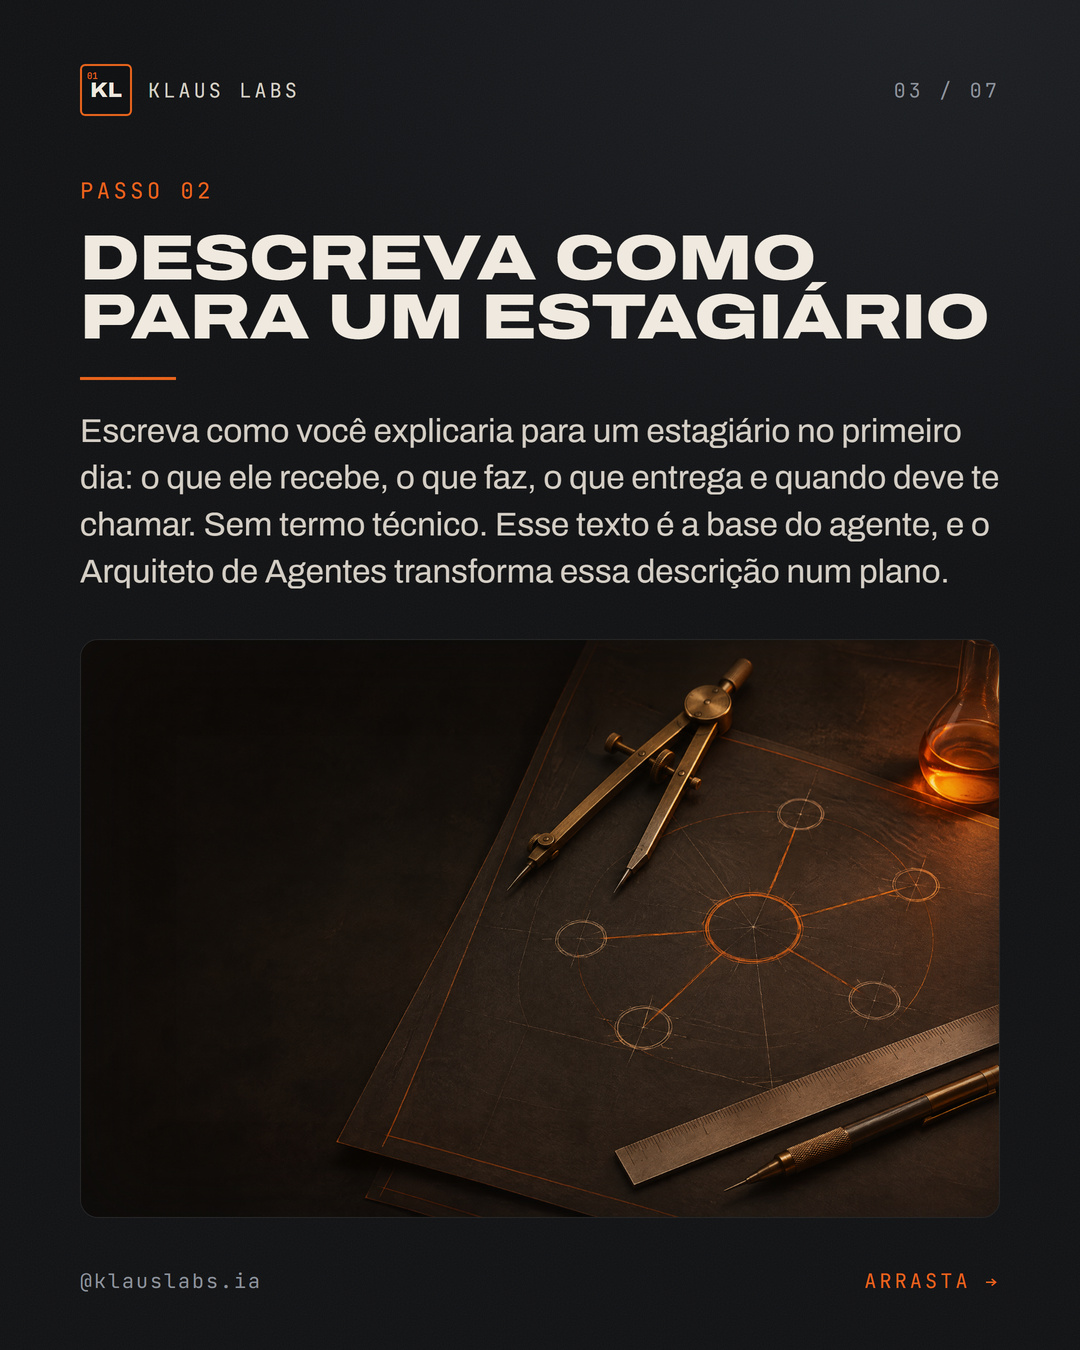 01
KL
KLAUS LABS
03 / 07
PASSO 02
DESCREVA COMO
PARA UM ESTAGIÁRIO
Escreva como você explicaria para um estagiário no primeiro
dia: o que ele recebe, o que faz, o que entrega e quando deve te
chamar. Sem termo técnico. Esse texto é a base do agente, e o
Arquiteto de Agentes transforma essa descrição num plano.
@klauslabs.ia
ARRASTA →